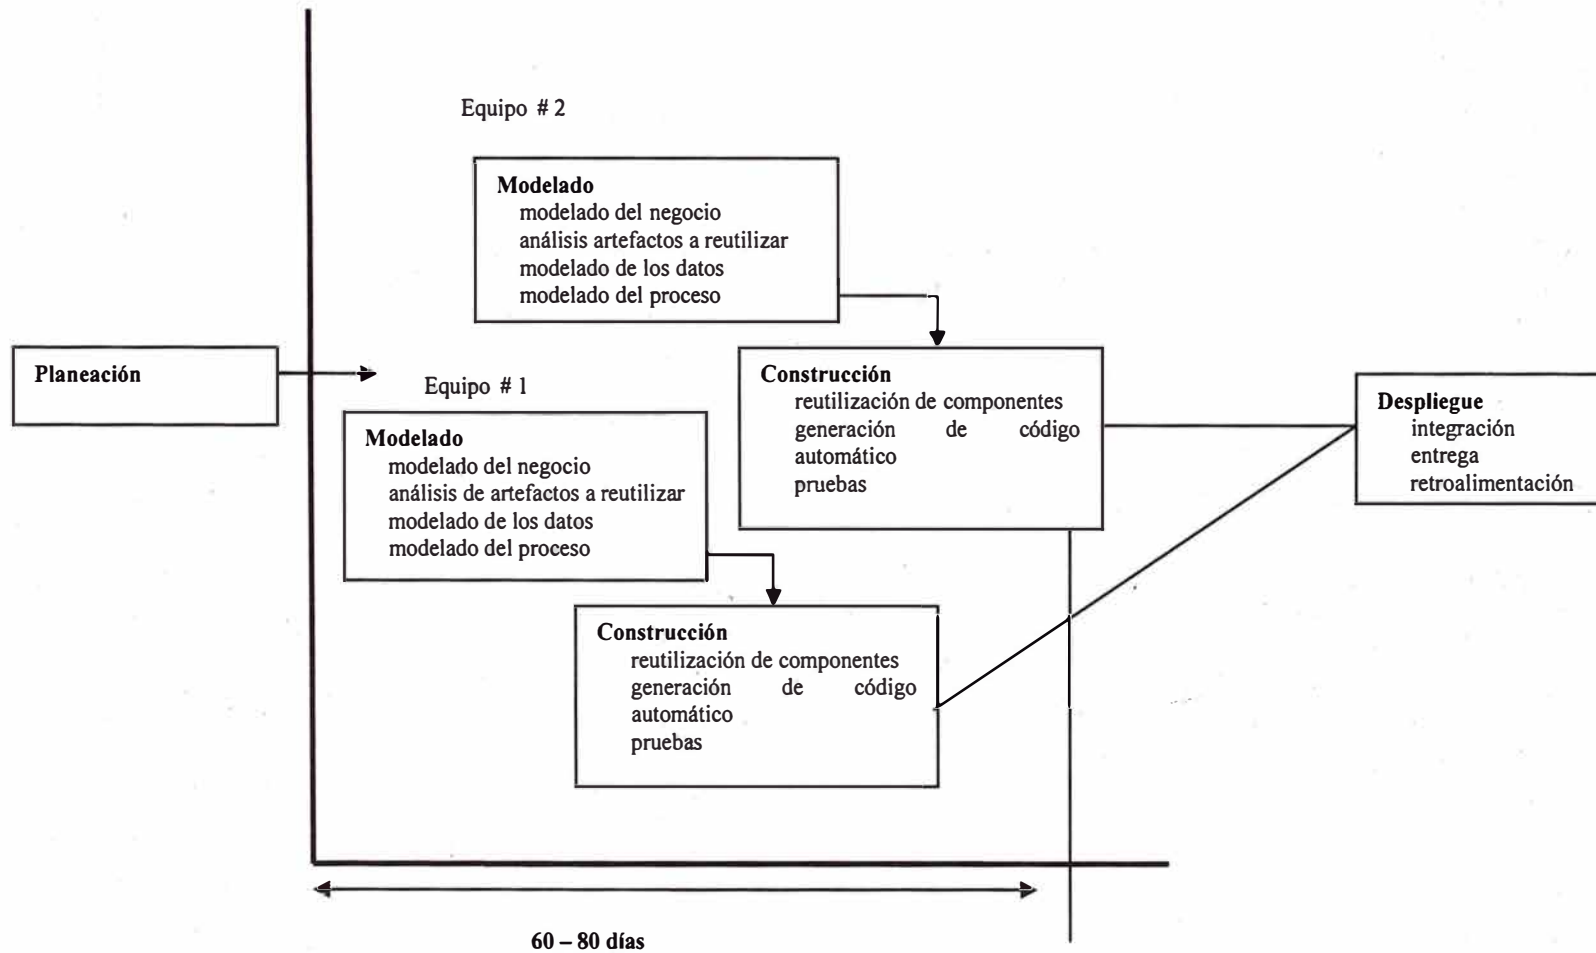 Equipo # 2
Modelado
modelado del negocio
análisis artefactos a reutilizar
modelado de los datos
modelado del proceso
Planeación
Equipo # 1
Modelado
modelado del negocio
análisis de artefactos a reutilizar
modelado de los datos
modelado del proceso
Construcción
reutilización de componentes
generación de código
automático
pruebas
Despliegue
integración
entrega
retroalimentación
Construcción
reutilización de componentes
generación de código
automático
pruebas
60 – 80 días